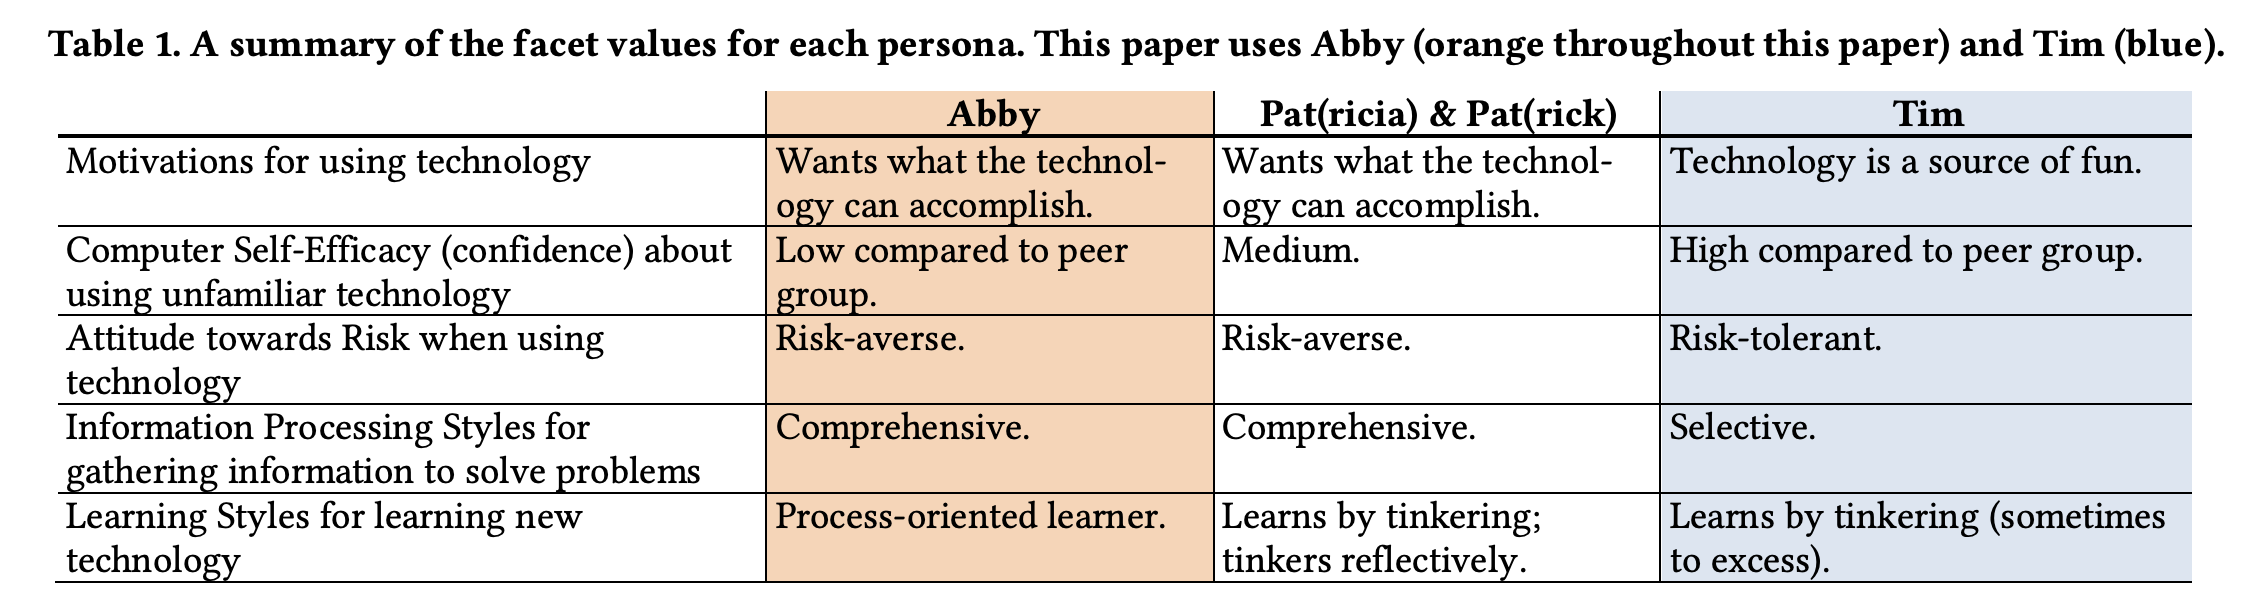 Table 1. A summary of the facet values for each persona. This paper uses Abby (orange throughout this paper) and Tim (blue).
Abby Pat(ricia) & Pat(rick) Tim
Motivations for using technology
Wants what the technol-
ogy can accomplish.
Wants what the technol-
ogy can accomplish.
Technology is a source of fun.
Computer Self-Efficacy (confidence) about
using unfamiliar technology
Low compared to peer
group.
Medium.
High compared to peer group.
Attitude towards Risk when using
technology
Risk-averse.
Risk-averse.
Risk-tolerant.
Information Processing Styles for
gathering information to solve problems
Comprehensive.
Comprehensive.
Selective.
Learning Styles for learning new
technology
Process-oriented learner.
Learns by tinkering;
tinkers reflectively.
Learns by tinkering (sometimes
to excess).